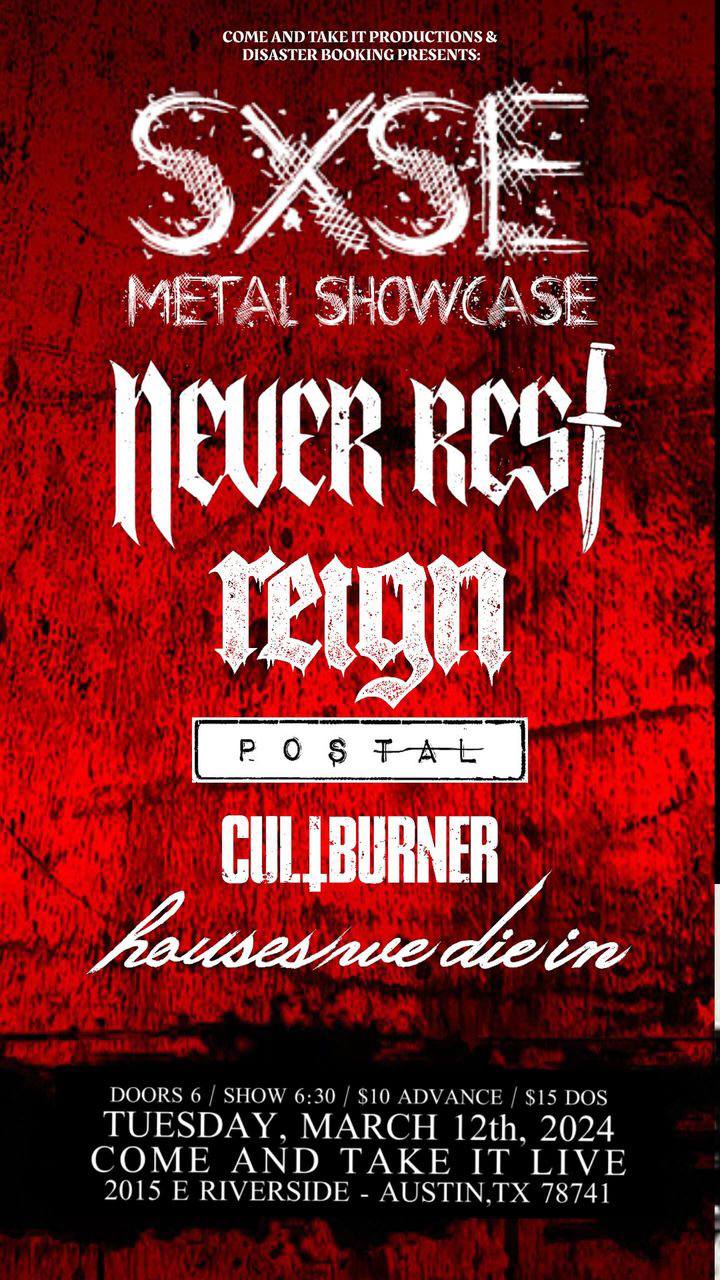 COME AND TAKE IT PRODUCTIONS &
DISASTER BOOKING PRESENTS:
SXSE
METAL SHOWCASE
NEVER REST
reign
POSTAL
CULTBURNER
houses we die in
DOORS 6 / SHOW 6:30 / $10 ADVANCE / $15 DOS
TUESDAY, MARCH 12th, 2024
COME AND TAKE IT LIVE
2015 E RIVERSIDE - AUSTIN,TX 78741